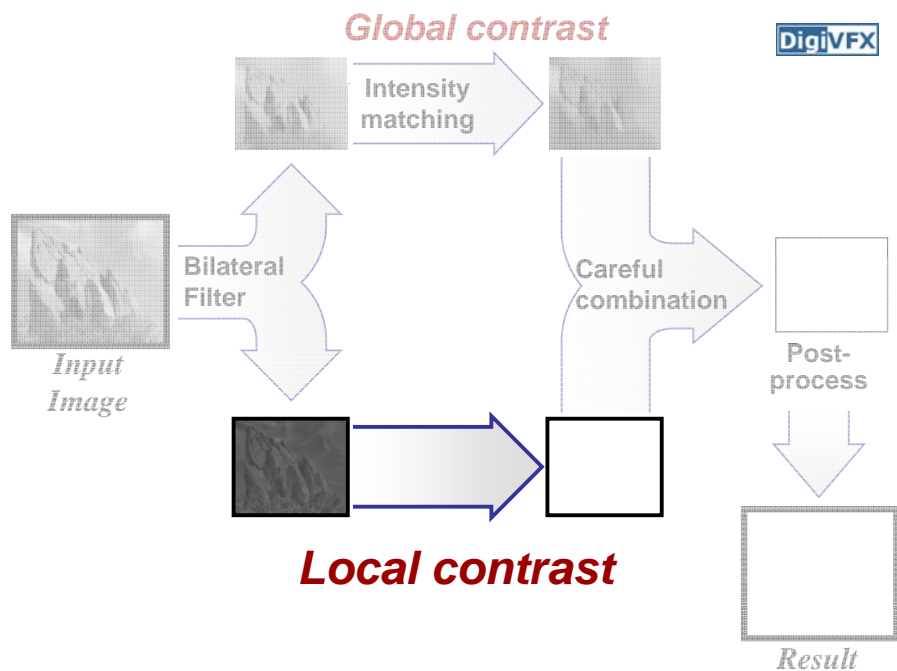 Global contrast
DigiVFX
Intensity
matching
Bilateral
Filter
Careful
combination
Input
Image
Post-
process
Local contrast
Result